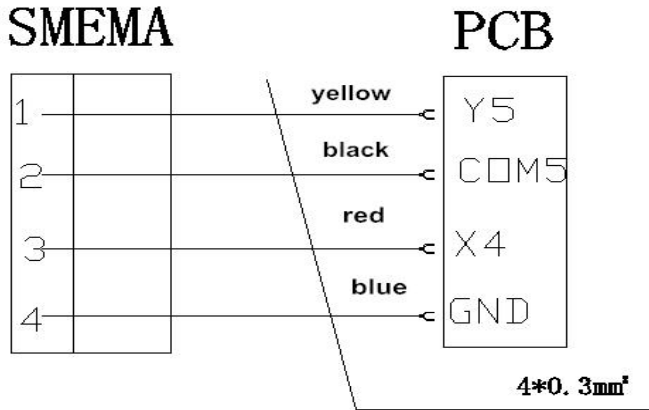 SMEMA PCB
1 yellow Y5
2 black COM5
3 red X4
4 blue GND
4*0.3mm²